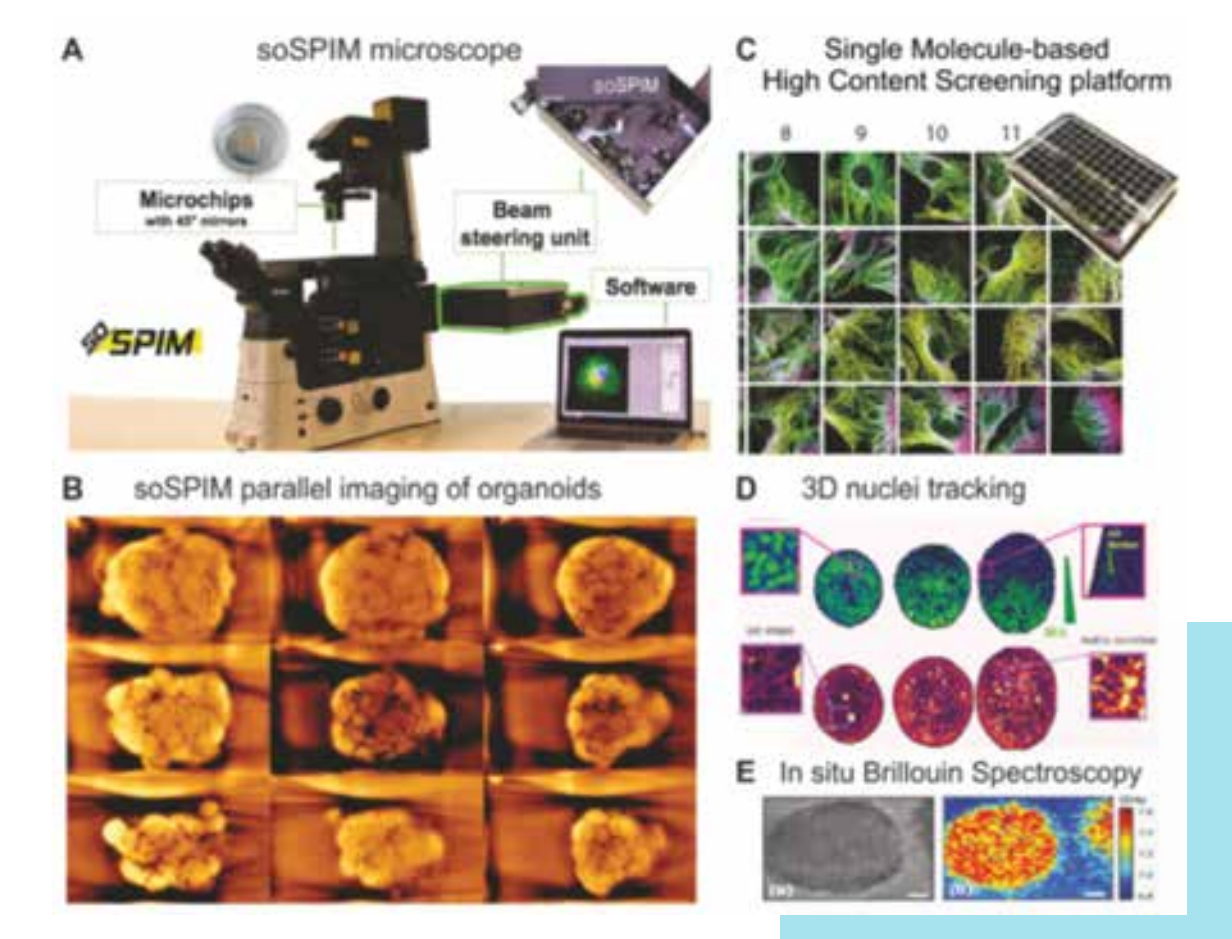 A soSPIM microscope
soSPIM
Microchips
with 45° mirrors
Beam
steering unit
Software
SO SPIM
B soSPIM parallel imaging of organoids
C Single Molecule-based
High Content Screening platform
8 9 10 11
D 3D nuclei tracking
E In situ Brillouin Spectroscopy
(a)